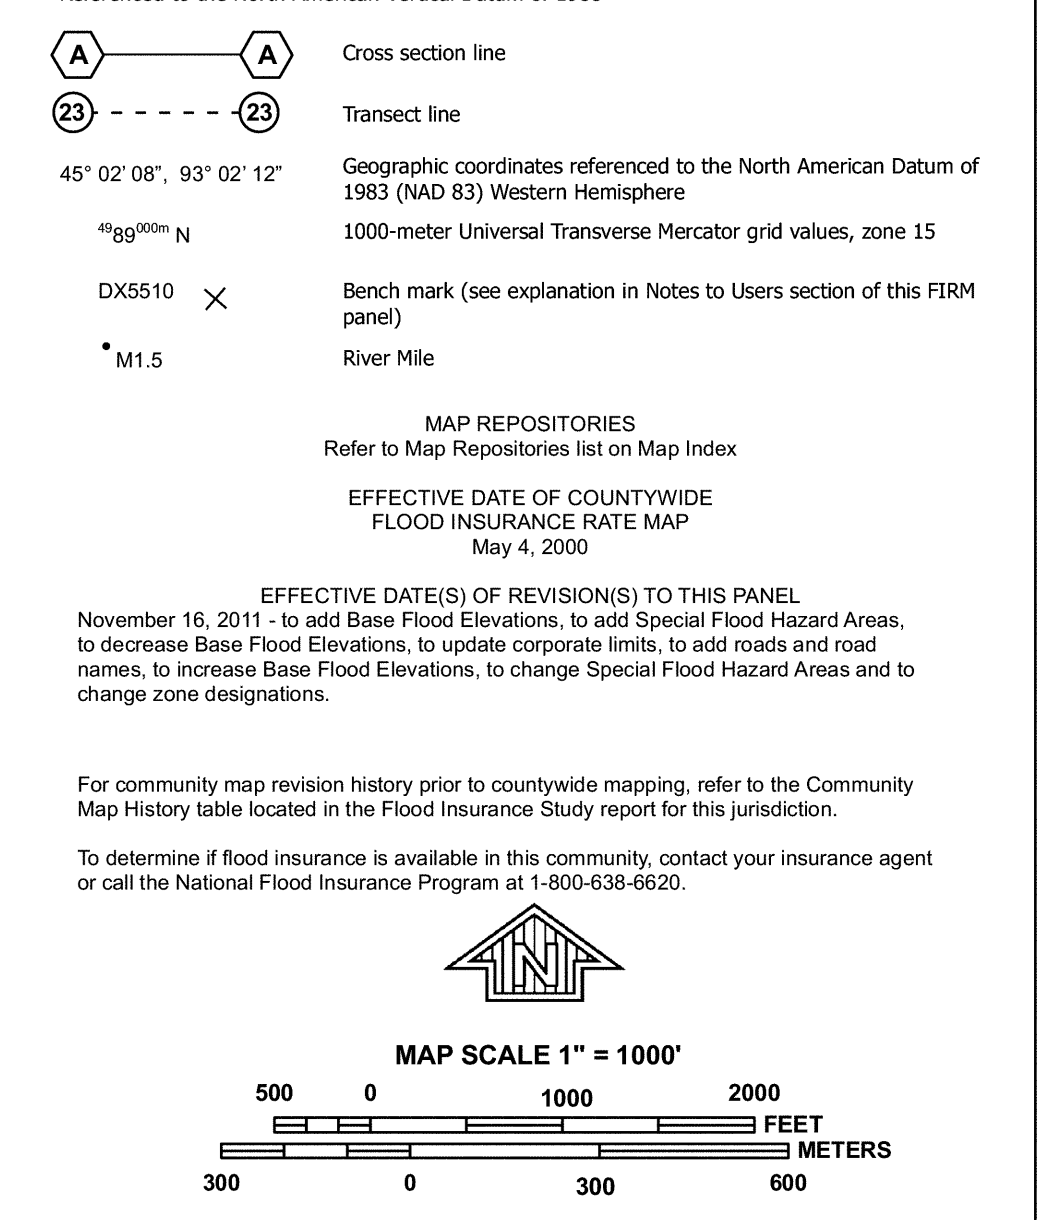 Referenced to the North American Vertical Datum of 1988
A A Cross section line
23 23 Transect line
45° 02’ 08”, 93° 02’ 12” Geographic coordinates referenced to the North American Datum of
1983 (NAD 83) Western Hemisphere
4989000m N 1000-meter Universal Transverse Mercator grid values, zone 15
DX5510 Bench mark (see explanation in Notes to Users section of this FIRM
panel)
M1.5 River Mile
MAP REPOSITORIES
Refer to Map Repositories list on Map Index
EFFECTIVE DATE OF COUNTYWIDE
FLOOD INSURANCE RATE MAP
May 4, 2000
EFFECTIVE DATE(S) OF REVISION(S) TO THIS PANEL
November 16, 2011 - to add Base Flood Elevations, to add Special Flood Hazard Areas,
to decrease Base Flood Elevations, to update corporate limits, to add roads and road
names, to increase Base Flood Elevations, to change Special Flood Hazard Areas and to
change zone designations.
For community map revision history prior to countywide mapping, refer to the Community
Map History table located in the Flood Insurance Study report for this jurisdiction.
To determine if flood insurance is available in this community, contact your insurance agent
or call the National Flood Insurance Program at 1-800-638-6620.
N
MAP SCALE 1" = 1000'
500 0 1000 2000
FEET
METERS
300 0 300 600